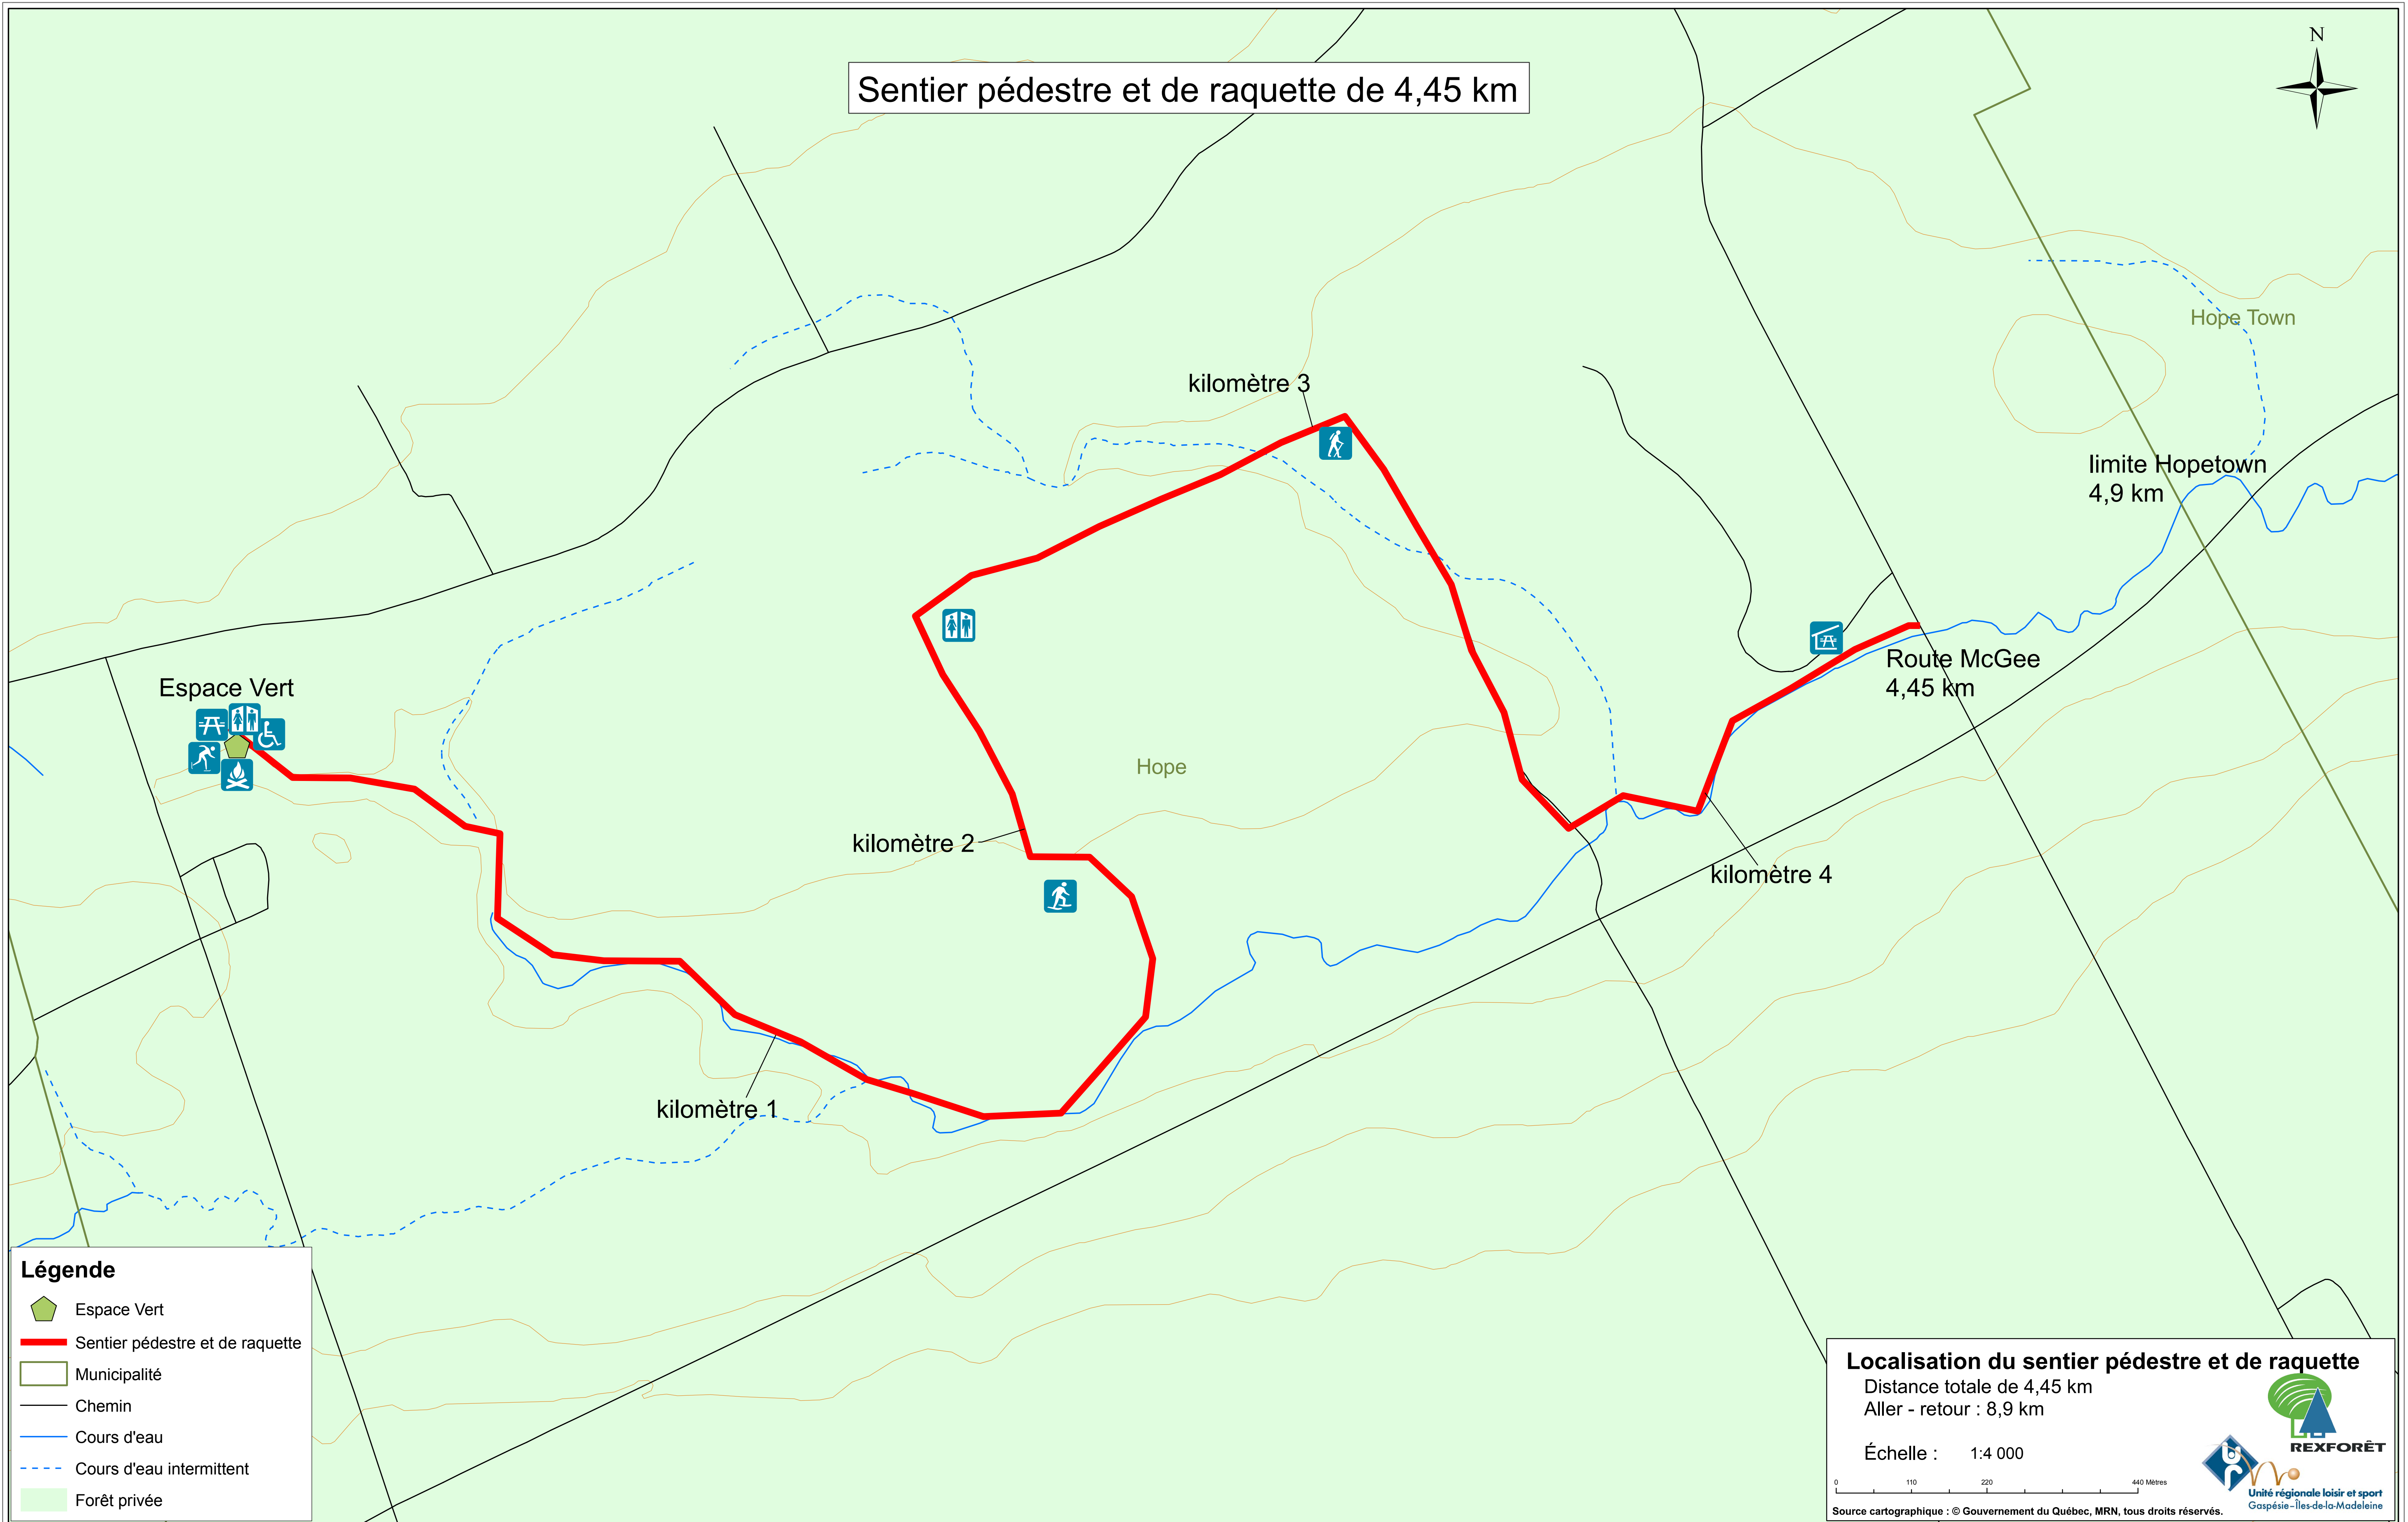 Sentier pédestre et de raquette de 4,45 km
N
Hope Town
kilomètre 3
limite Hopetown
4,9 km
Route McGee
4,45 km
Espace Vert
Hope
kilomètre 2
kilomètre 4
kilomètre 1
Légende
Espace Vert
Sentier pédestre et de raquette
Municipalité
Chemin
Cours d'eau
Cours d'eau intermittent
Forêt privée
Localisation du sentier pédestre et de raquette
Distance totale de 4,45 km
Aller - retour : 8,9 km
Échelle : 1:4 000
0 110 220 440 Mètres
REXFORÊT
Unité régionale loisir et sport
Gaspésie–Îles-de-la-Madeleine
Source cartographique : © Gouvernement du Québec, MRN, tous droits réservés.